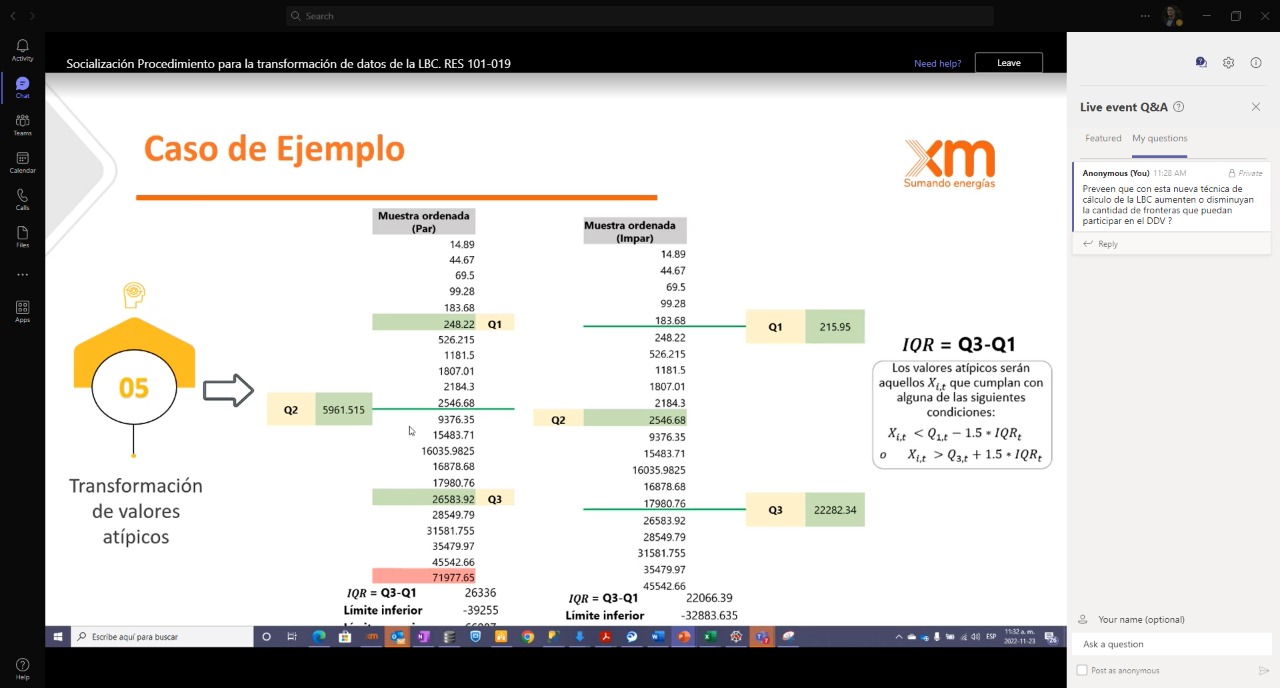 Search
Activity
Chat
Teams
Calendar
Calls
Files
Apps
Help
Socialización Procedimiento para la transformación de datos de la LBC. RES 101-019
Need help?
Leave
Caso de Ejemplo
xm
Sumando energías
05
Transformación
de valores
atípicos
Q2 5961.515
Muestra ordenada
(Par)
14.89
44.67
69.5
99.28
183.68
248.22 Q1
526.215
1181.5
1807.01
2184.3
2546.68
9376.35
15483.71
16035.9825
16878.68
17980.76
26583.92 Q3
28549.79
31581.755
35479.97
45542.66
71977.65
IQR = Q3-Q1 26336
Límite inferior -39255
Muestra ordenada
(Impar)
14.89
44.67
69.5
99.28
183.68
248.22
526.215
1181.5
1807.01
2184.3
Q2 2546.68
9376.35
15483.71
16035.9825
16878.68
17980.76
26583.92
28549.79
31581.755
35479.97
45542.66
IQR = Q3-Q1 22066.39
Límite inferior -32883.635
Q1 215.95
Q3 22282.34
IQR = Q3-Q1
Los valores atípicos serán
aquellos Xi,t que cumplan con
alguna de las siguientes
condiciones:
Xi,t < Q1,t − 1.5 * IQRt
o Xi,t > Q3,t + 1.5 * IQRt
Escribe aquí para buscar
ESP
11:32 a. m.
2022-11-23
Live event Q&A
Featured
My questions
Anonymous (You) 11:28 AM Private
Preveen que con esta nueva técnica de
cálculo de la LBC aumenten o disminuyan
la cantidad de fronteras que puedan
participar en el DDV ?
Reply
Your name (optional)
Ask a question
Post as anonymous